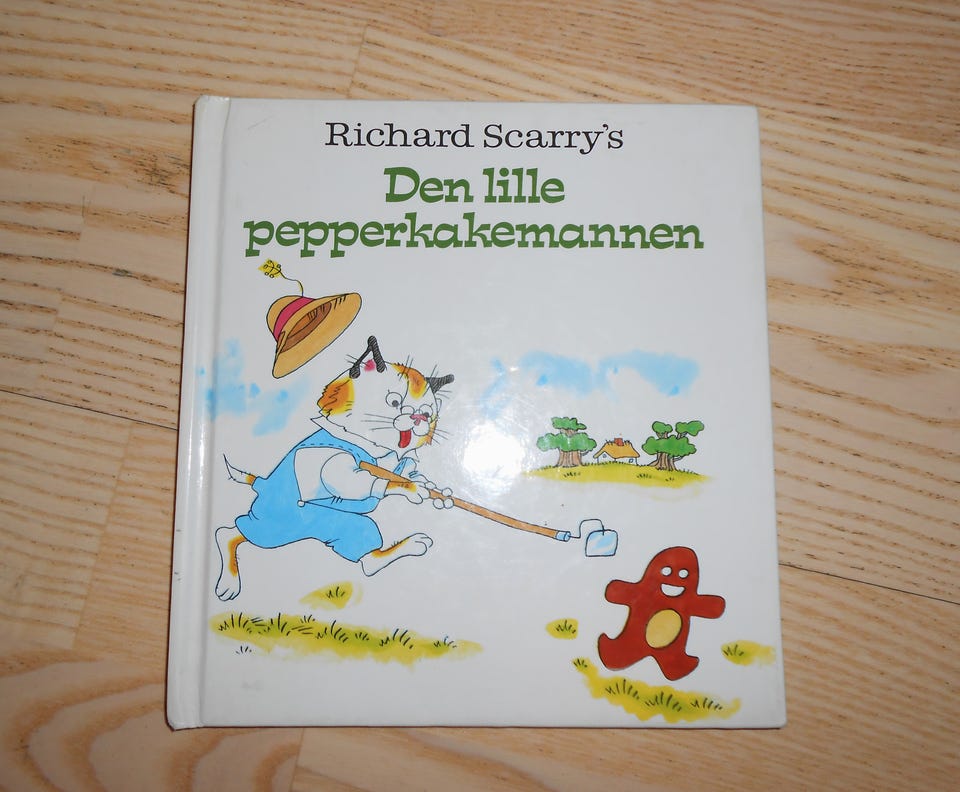 Richard Scarry's
Den lille
pepperkakemannen